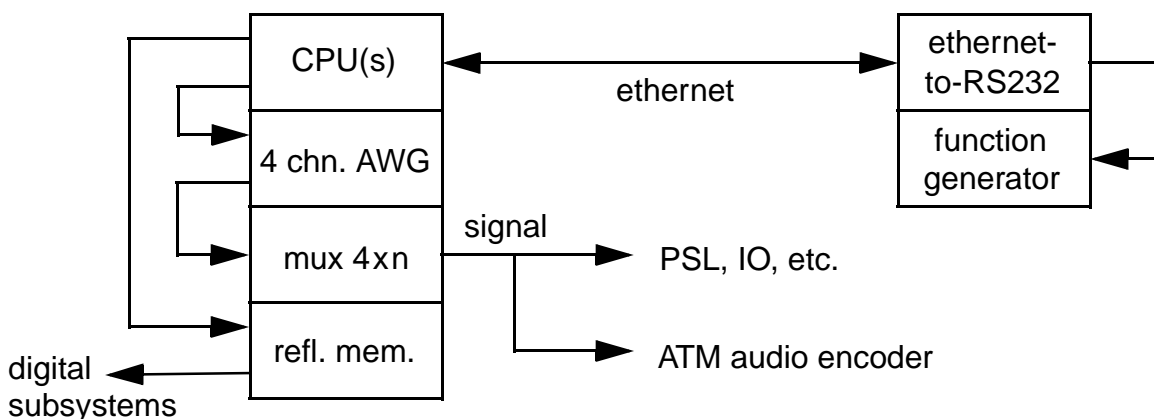 CPU(s)
4 chn. AWG
mux 4xn
refl. mem.
digital
subsystems
ethernet
signal
PSL, IO, etc.
ATM audio encoder
ethernet-
to-RS232
function
generator